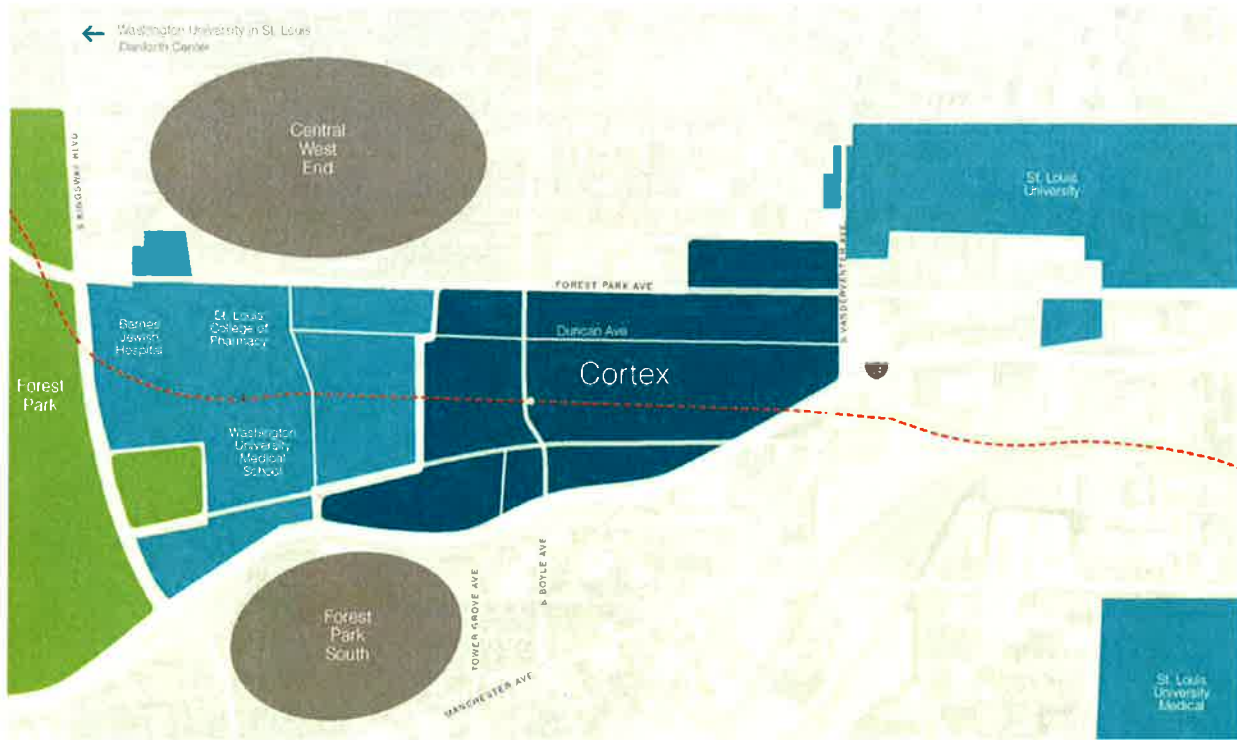 Washington University in St. Louis
Danforth Center
Central
West
End
S KINGSWAY BLVD
St. Louis
University
S VANDERVENTER AVE
FOREST PARK AVE
Barnes
Jewish
Hospital
St. Louis
College of
Pharmacy
Duncan Ave
Cortex
Forest
Park
Washington
University
Medical
School
Forest
Park
South
TOWER GROVE AVE
S BOYLE AVE
MANCHESTER AVE
St. Louis
University
Medical